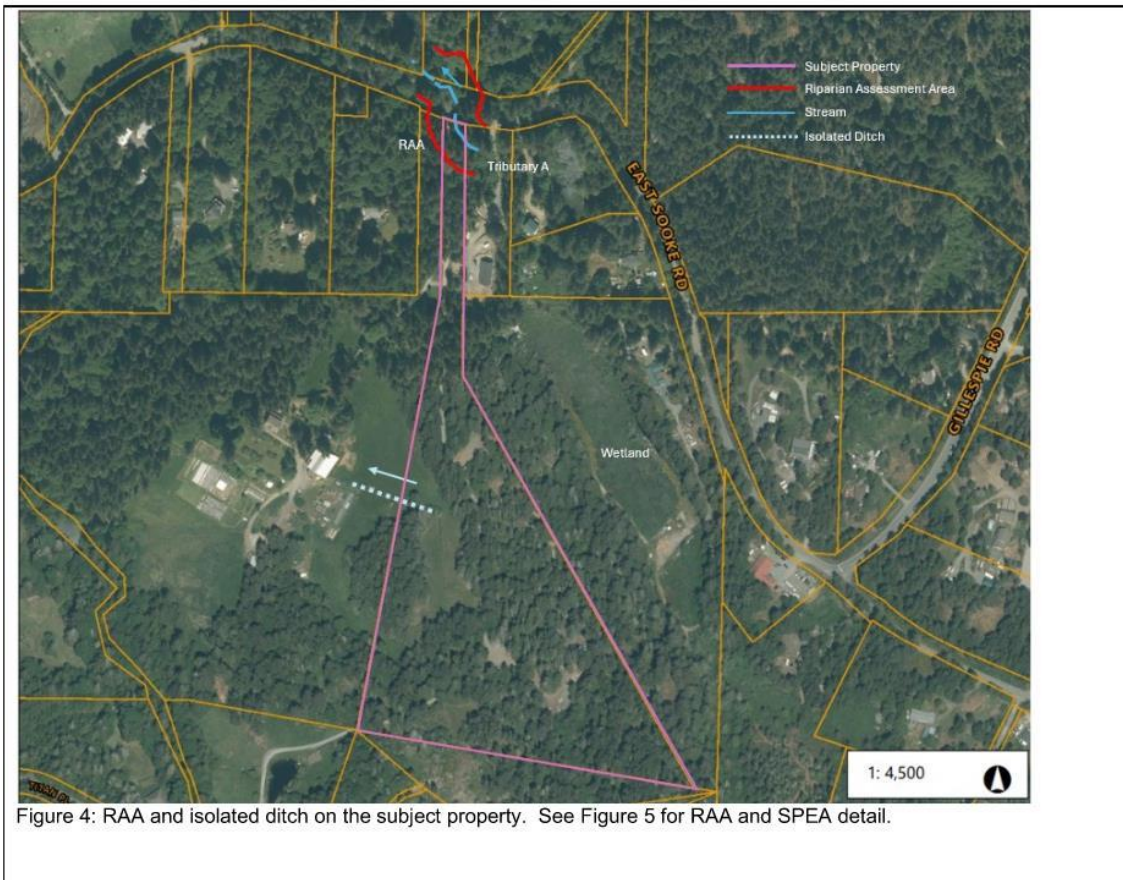 Subject Property
Riparian Assessment Area
Stream
Isolated Ditch
RAA
Tributary A
EAST SOOKE RD
GILLESPIE RD
Wetland
TITAN
1: 4,500
Figure 4: RAA and isolated ditch on the subject property. See Figure 5 for RAA and SPEA detail.